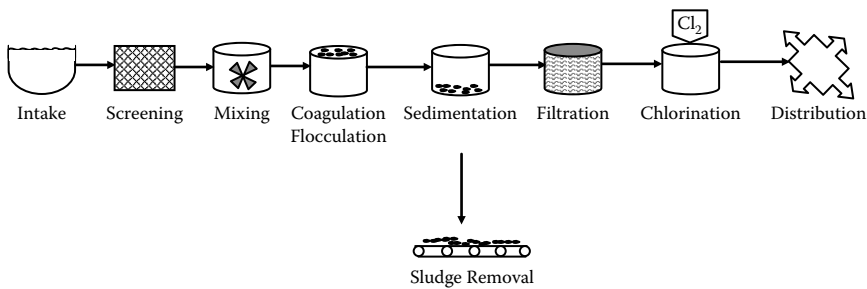 Cl₂
Intake
Screening
Mixing
Coagulation
Flocculation
Sedimentation
Filtration
Chlorination
Distribution
Sludge Removal